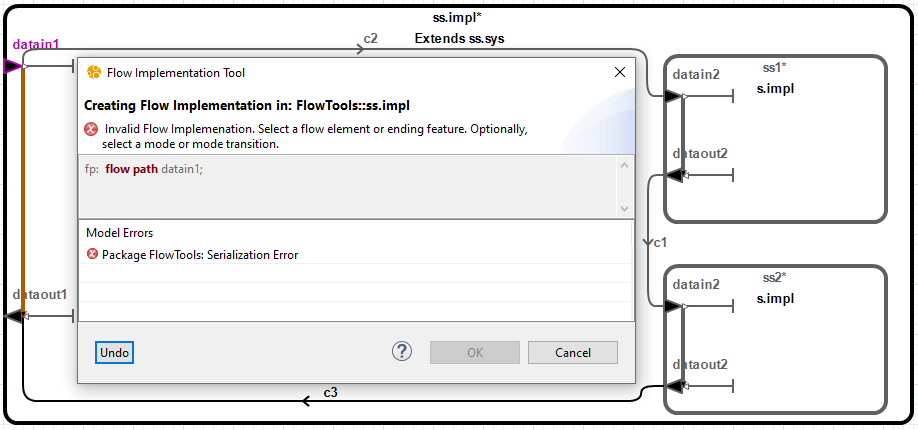 ss.impl*
Extends ss.sys
datain1
c2
Flow Implementation Tool
Creating Flow Implementation in: FlowTools::ss.impl
Invalid Flow Implemenation. Select a flow element or ending feature. Optionally,
select a mode or mode transition.
fp: flow path datain1;
Model Errors
Package FlowTools: Serialization Error
Undo
?
OK
Cancel
dataout1
c3
ss1*
s.impl
datain2
dataout2
c1
ss2*
s.impl
datain2
dataout2